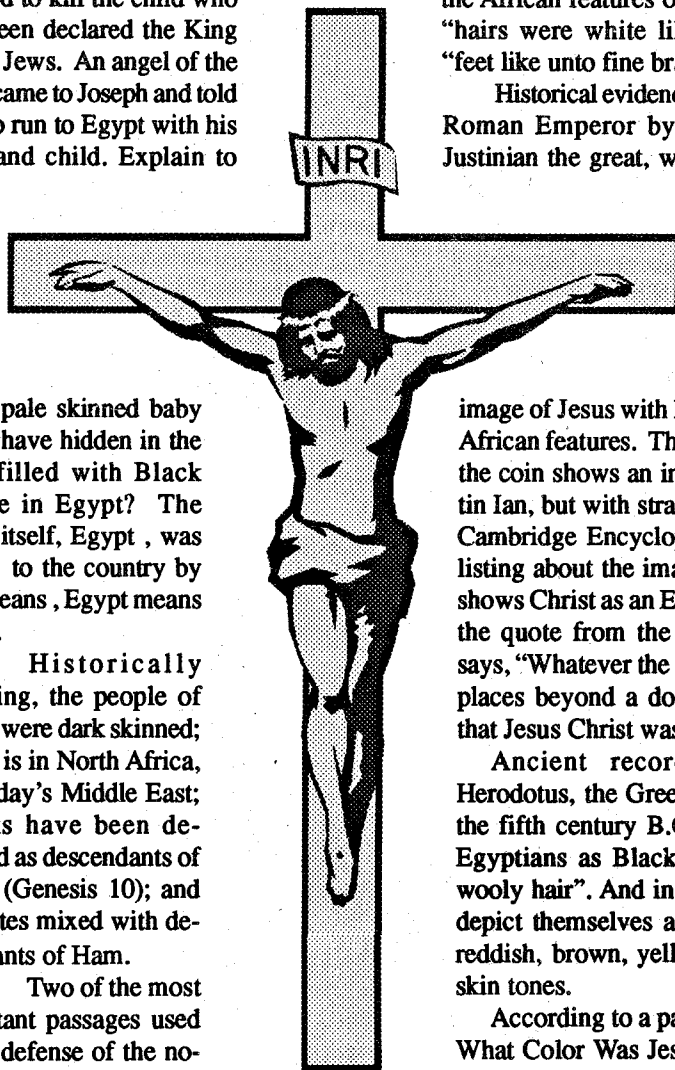 to kill the child who
een declared the King
Jews. An angel of the
came to Joseph and told
o run to Egypt with his
and child. Explain to
INRI
pale skinned baby
have hidden in the
filled with Black
e in Egypt? The
itself, Egypt , was
to the country by
eans , Egypt means
.
Historically
ing, the people of
were dark skinned;
is in North Africa,
day's Middle East;
s have been de-
d as descendants of
(Genesis 10); and
tes mixed with de-
ants of Ham.
Two of the most
tant passages used
defense of the no-
the African features o
“hairs were white li
“feet like unto fine bra
Historical evidenc
Roman Emperor by
Justinian the great, w
image of Jesus with
African features. Th
the coin shows an i
tin Ian, but with stra
Cambridge Encyclo
listing about the ima
shows Christ as an E
the quote from the
says, “Whatever the
places beyond a do
that Jesus Christ was
Ancient recor
Herodotus, the Gree
the fifth century B.C
Egyptians as Black
wooly hair”. And in
depict themselves a
reddish, brown, yell
skin tones.
According to a pa
What Color Was Jes